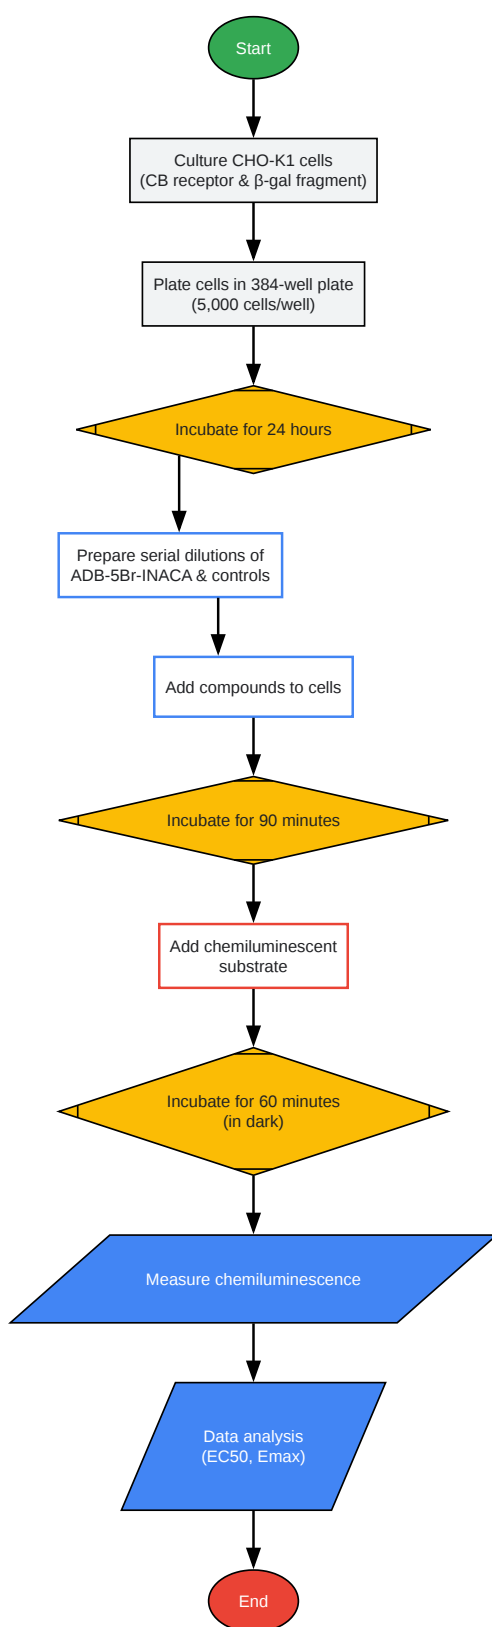 Start
Culture CHO-K1 cells
(CB receptor & β-gal fragment)
Plate cells in 384-well plate
(5,000 cells/well)
Incubate for 24 hours
Prepare serial dilutions of
ADB-5Br-INACA & controls
Add compounds to cells
Incubate for 90 minutes
Add chemiluminescent
substrate
Incubate for 60 minutes
(in dark)
Measure chemiluminescence
Data analysis
(EC50, Emax)
End